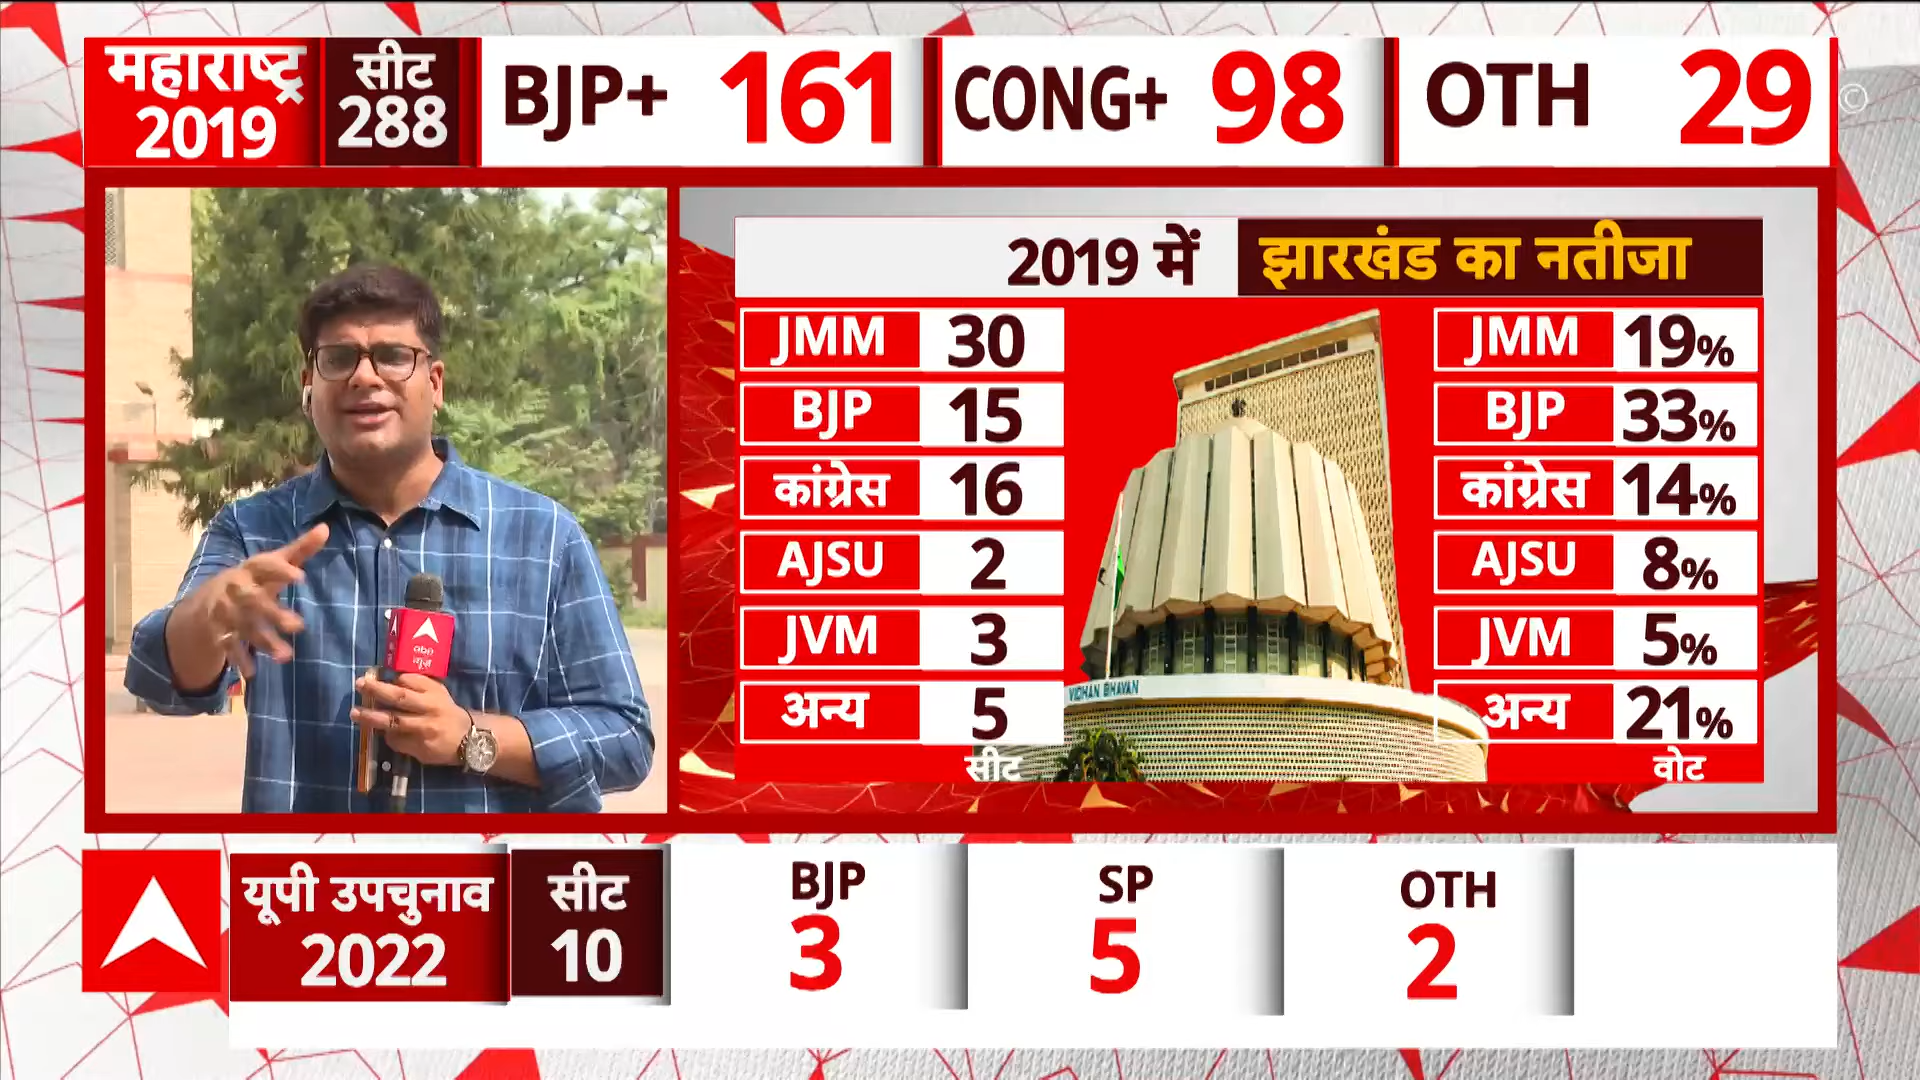 महाराष्ट्र
2019
सीट
288
BJP+ 161
CONG+ 98
OTH 29
©
2019 में झारखंड का नतीजा
JMM 30
BJP 15
कांग्रेस 16
AJSU 2
JVM 3
अन्य 5
सीट
JMM 19%
BJP 33%
कांग्रेस 14%
AJSU 8%
JVM 5%
अन्य 21%
वोट
VIDHAN BHAVAN
abp
न्यूज़
यूपी उपचुनाव
2022
सीट
10
BJP
3
SP
5
OTH
2